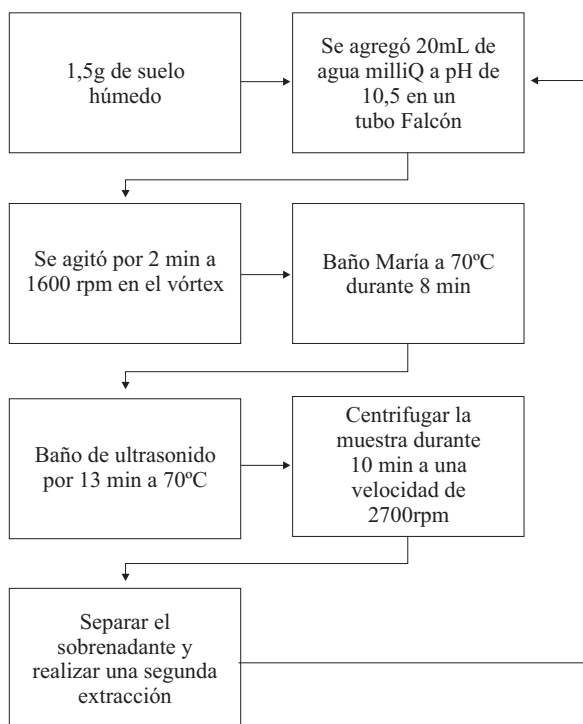 1,5g de suelo
húmedo
Se agregó 20mL de
agua milliQ a pH de
10,5 en un
tubo Falcón
Se agitó por 2 min a
1600 rpm en el vórtex
Baño María a 70ºC
durante 8 min
Baño de ultrasonido
por 13 min a 70ºC
Centrifugar la
muestra durante
10 min a una
velocidad de
2700rpm
Separar el
sobrenadante y
realizar una segunda
extracción